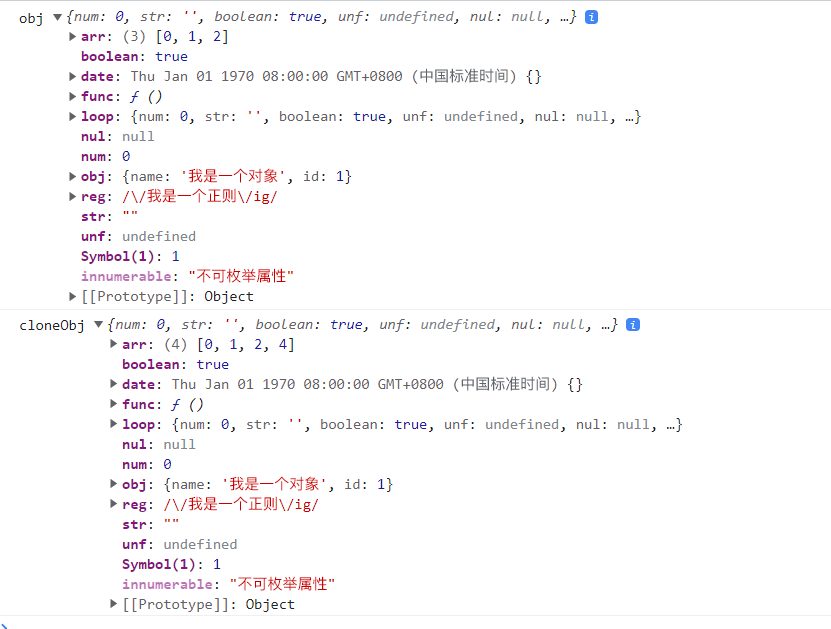 obj ▼{num: 0, str: '', boolean: true, unf: undefined, nul: null, …} i
▶arr: (3) [0, 1, 2]
boolean: true
▶date: Thu Jan 01 1970 08:00:00 GMT+0800 (中国标准时间) {}
▶func: ƒ ()
▶loop: {num: 0, str: '', boolean: true, unf: undefined, nul: null, …}
nul: null
num: 0
▶obj: {name: '我是一个对象', id: 1}
▶reg: /\/我是一个正则\/ig/
str: ""
unf: undefined
Symbol(1): 1
innumerable: "不可枚举属性"
▶[[Prototype]]: Object
cloneObj ▼{num: 0, str: '', boolean: true, unf: undefined, nul: null, …} i
▶arr: (4) [0, 1, 2, 4]
boolean: true
▶date: Thu Jan 01 1970 08:00:00 GMT+0800 (中国标准时间) {}
▶func: ƒ ()
▶loop: {num: 0, str: '', boolean: true, unf: undefined, nul: null, …}
nul: null
num: 0
▶obj: {name: '我是一个对象', id: 1}
▶reg: /\/我是一个正则\/ig/
str: ""
unf: undefined
Symbol(1): 1
innumerable: "不可枚举属性"
▶[[Prototype]]: Object